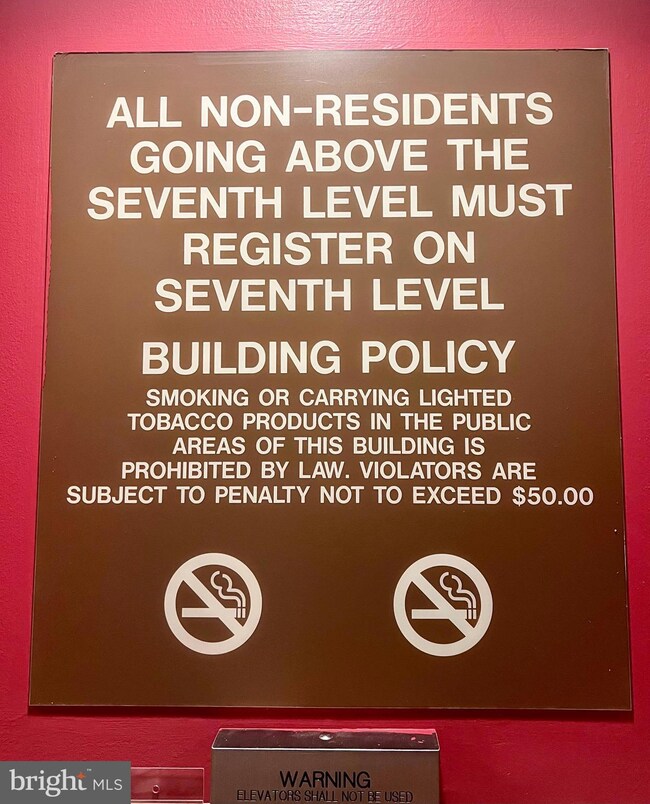 ALL NON-RESIDENTS
GOING ABOVE THE
SEVENTH LEVEL MUST
REGISTER ON
SEVENTH LEVEL
BUILDING POLICY
SMOKING OR CARRYING LIGHTED
TOBACCO PRODUCTS IN THE PUBLIC
AREAS OF THIS BUILDING IS
PROHIBITED BY LAW. VIOLATORS ARE
SUBJECT TO PENALTY NOT TO EXCEED $50.00
WARNING
ELEVATORS SHALL NOT BE USED
bright™ MLS